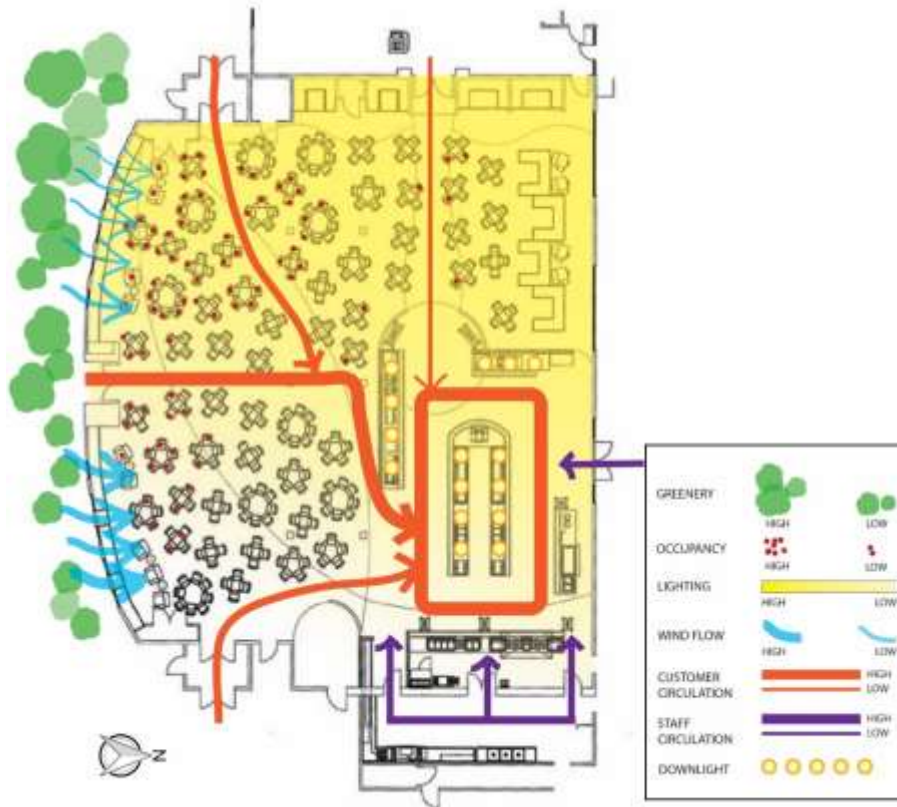 GREENERY
HIGH LOW
OCCUPANCY
HIGH LOW
LIGHTING
HIGH LOW
WIND FLOW
HIGH LOW
CUSTOMER
CIRCULATION
HIGH
LOW
STAFF
CIRCULATION
HIGH
LOW
DOWNLIGHT
N